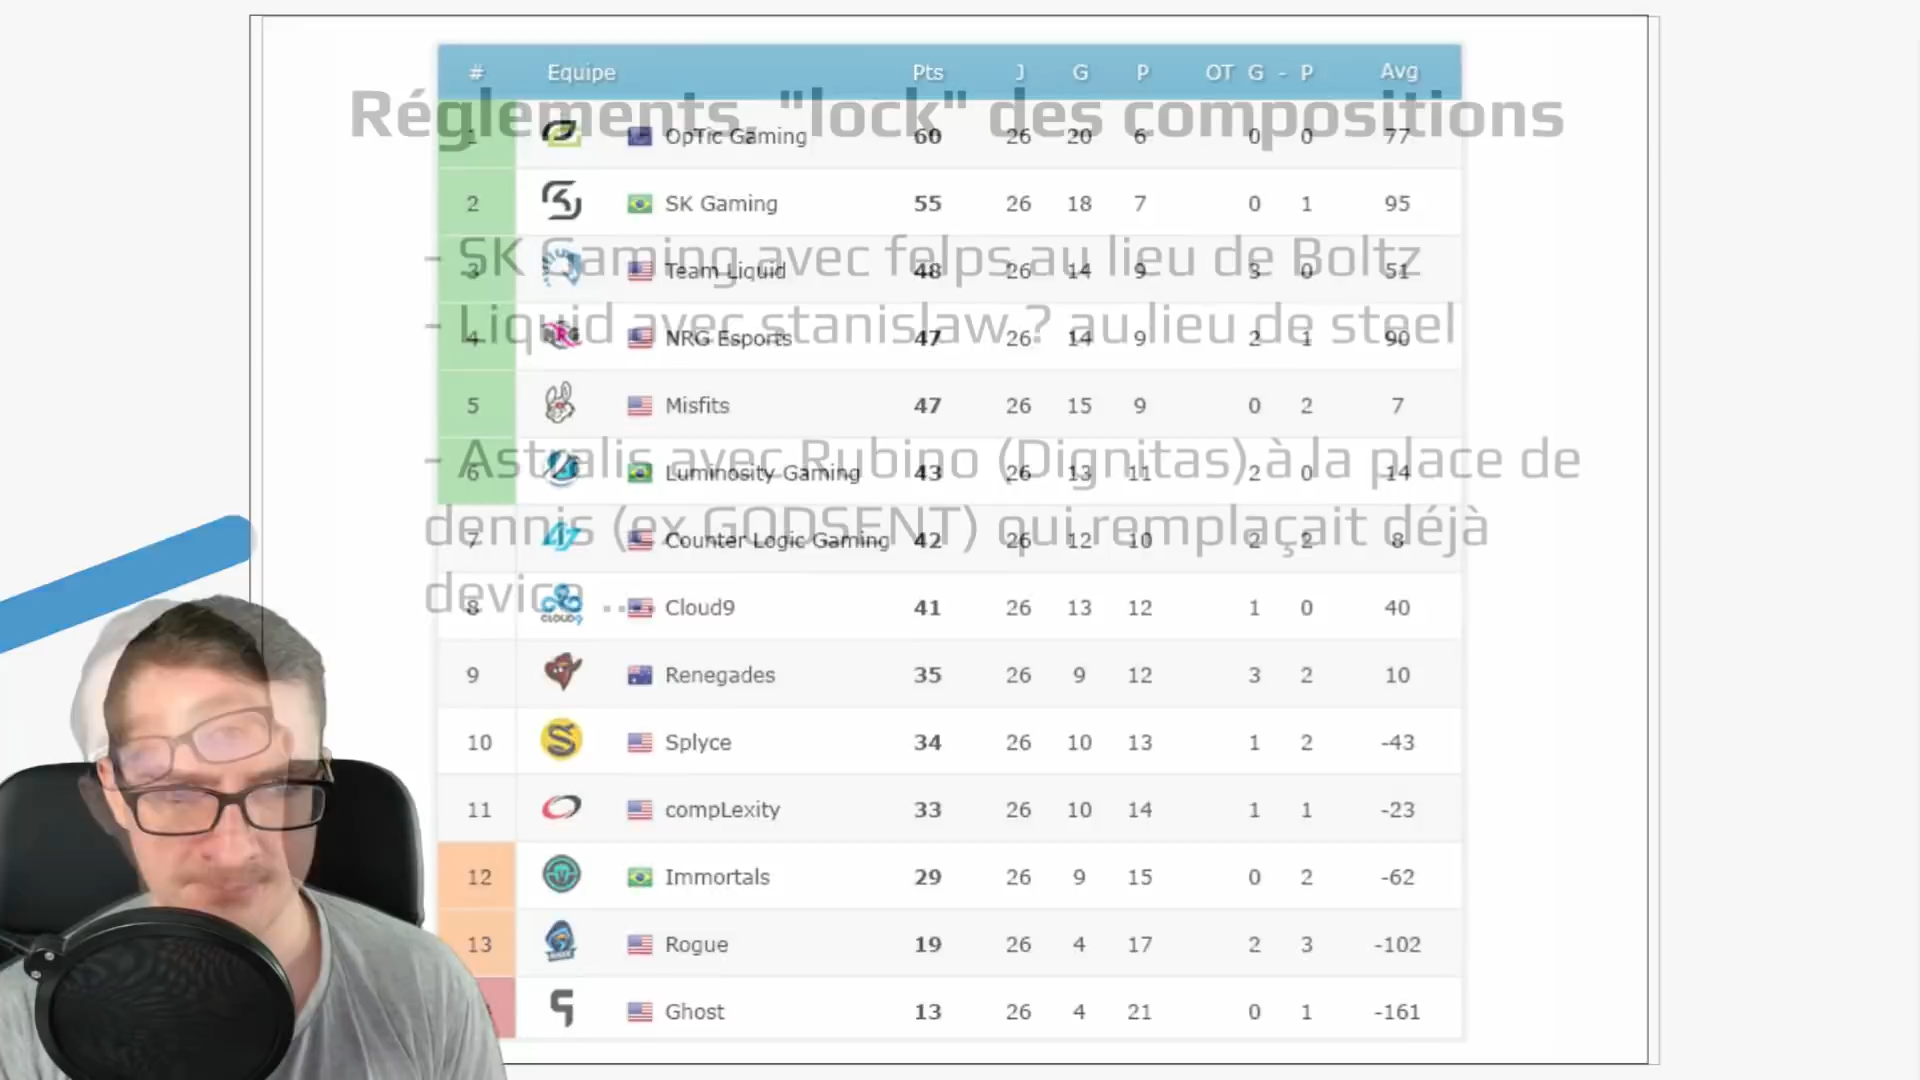 # Equipe Pts J G P OT G - P Avg
Réglements, "lock" des compositions
1 OpTic Gaming 60 26 20 6 0 0 77
2 SK Gaming 55 26 18 7 0 1 95
- SK Gaming avec felps au lieu de Boltz
3 Team Liquid 48 26 14 9 3 0 51
- Liquid avec stanislaw ? au lieu de steel
4 NRG Esports 47 26 14 9 2 1 90
5 Misfits 47 26 15 9 0 2 7
- Astralis avec Rubino (Dignitas) à la place de
6 Luminosity Gaming 43 26 13 11 2 0 14
dennis (ex GODSENT) qui remplaçait déjà
7 Counter Logic Gaming 42 26 12 10 2 2 8
device ....
8 CLOUD9 Cloud9 41 26 13 12 1 0 40
9 Renegades 35 26 9 12 3 2 10
10 Splyce 34 26 10 13 1 2 -43
11 compLexity 33 26 10 14 1 1 -23
12 Immortals 29 26 9 15 0 2 -62
13 Rogue 19 26 4 17 2 3 -102
Ghost 13 26 4 21 0 1 -161